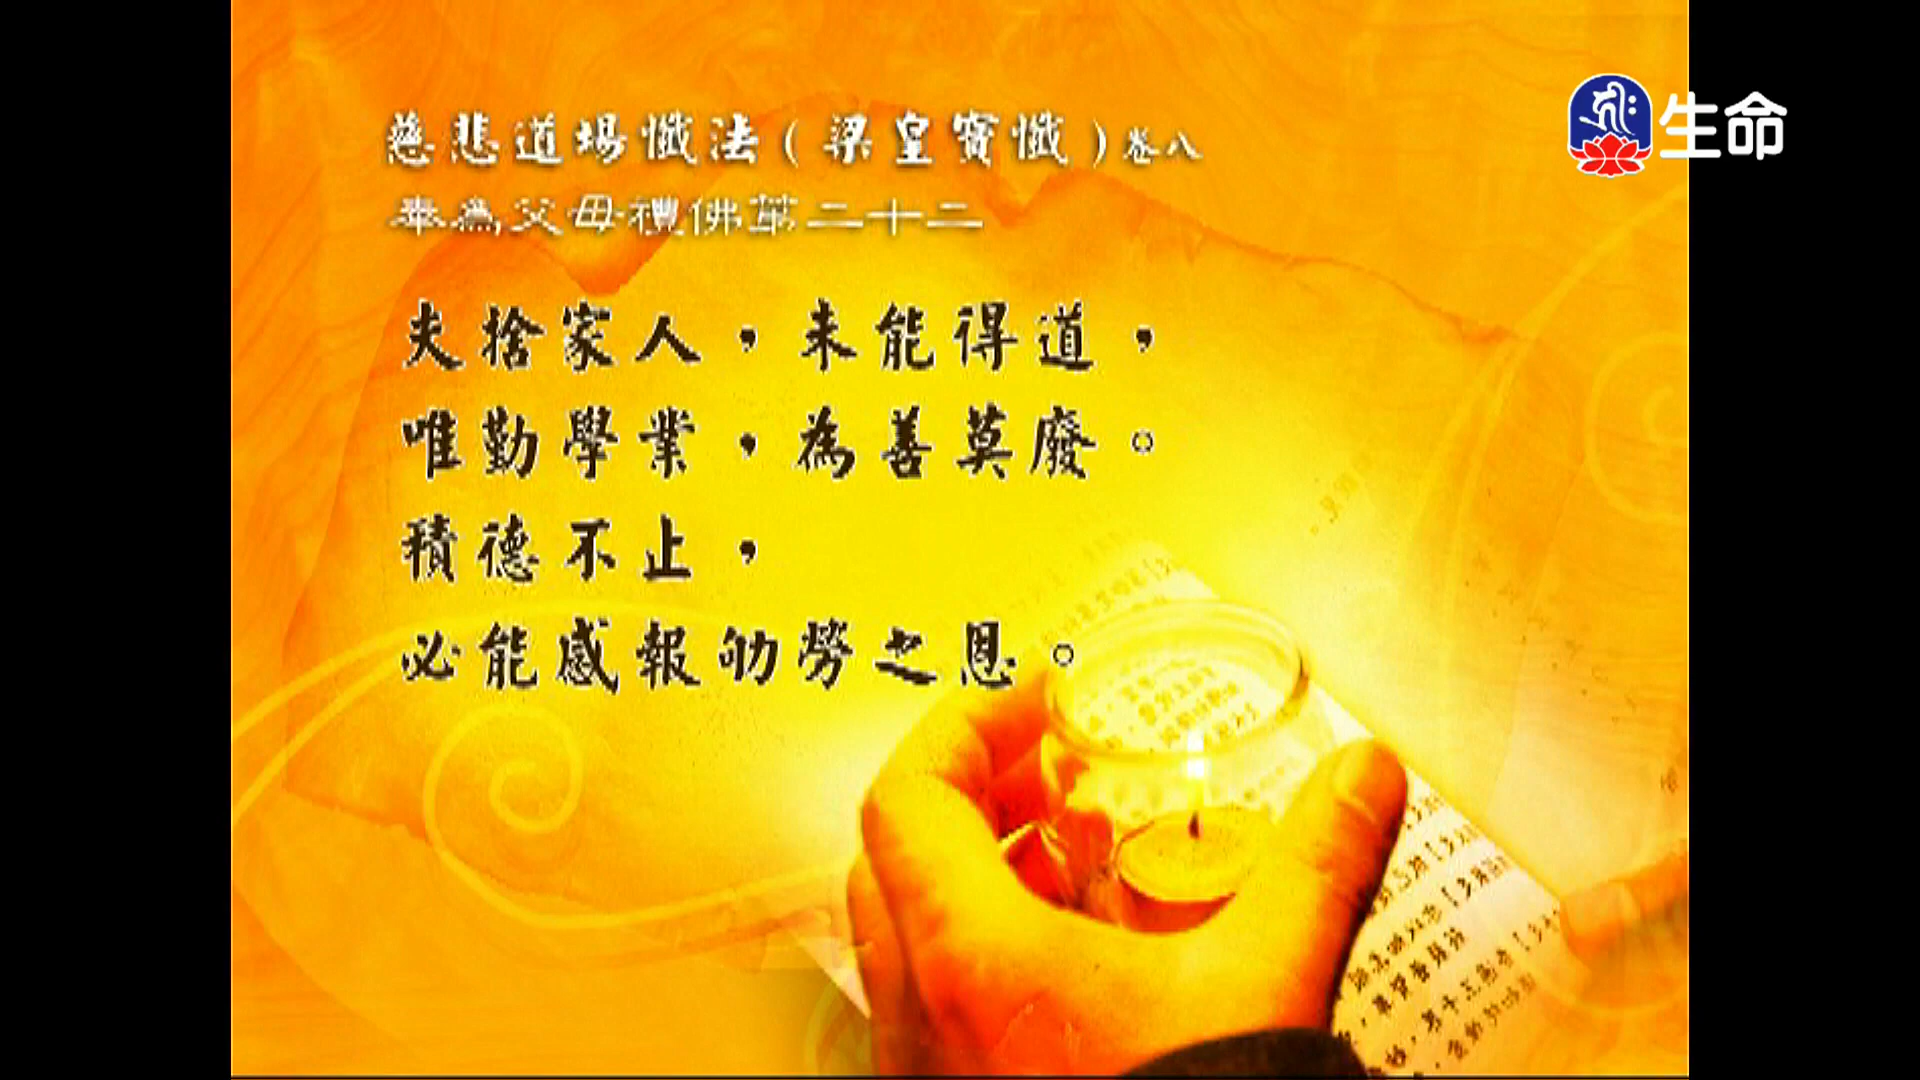 慈悲道場懺法(梁皇寶懺)卷八
生命
奉為父母禮佛第二十二
夫捨家人，未能得道，
唯勤學業，為善莫廢。
積德不止，
必能感報劬勞之恩。